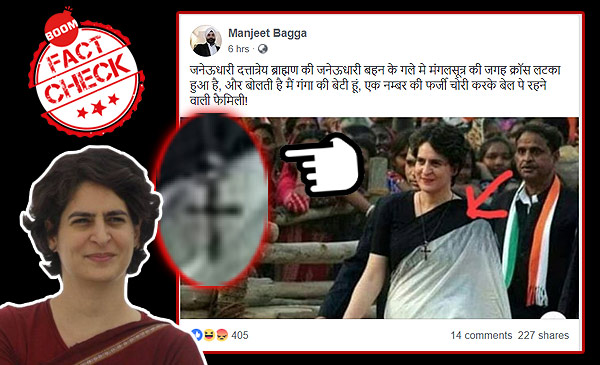 BOOM
FACT
CHECK
Manjeet Bagga
6 hrs ·
जनेऊधारी दत्तात्रेय ब्राह्मण की जनेऊधारी बहन के गले मे मंगलसूत्र की जगह क्रॉस लटका
हुआ है, और बोलती है मैं गंगा की बेटी हूं, एक नम्बर की फर्जी चोरी करके बेल पे रहने
वाली फेमिली!
405
14 comments 227 shares